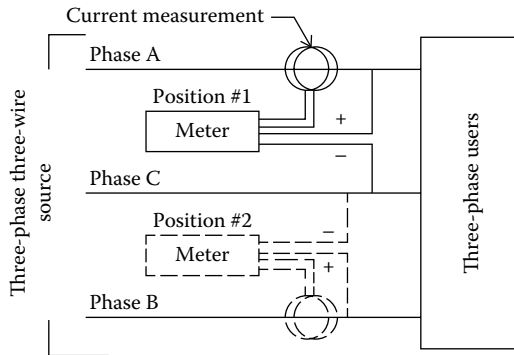 Current measurement
Phase A
Position #1
Meter
+
–
Phase C
Position #2
Meter
–
+
Phase B
Three-phase three-wire
source
Three-phase users